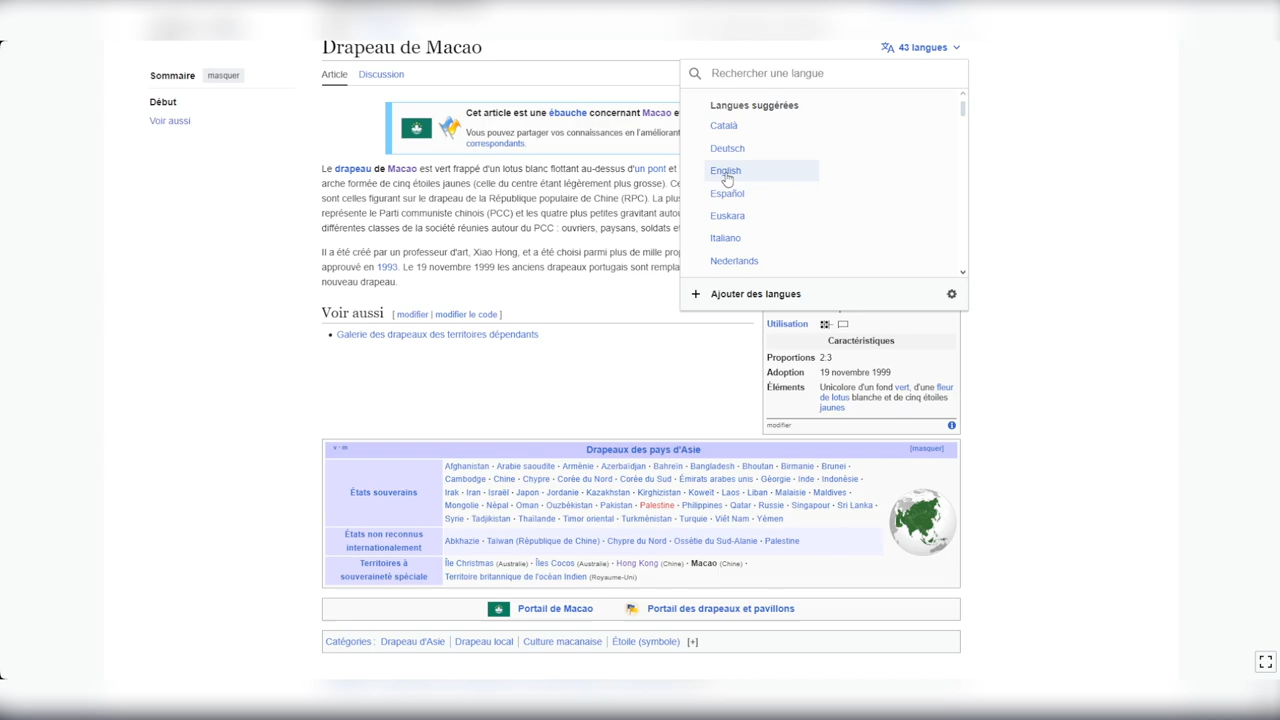 Drapeau de Macao
43 langues
Sommaire masquer
Article Discussion
Rechercher une langue
Début
Voir aussi
Langues suggérées
Català
Deutsch
English
Español
Euskara
Italiano
Nederlands
Ajouter des langues
Cet article est une ébauche concernant Macao
Vous pouvez partager vos connaissances en l'améliorant
correspondants.
Le drapeau de Macao est vert frappé d'un lotus blanc flottant au-dessus d'un pont et
arche formée de cinq étoiles jaunes (celle du centre étant légèrement plus grosse).
sont celles figurant sur le drapeau de la République populaire de Chine (RPC). La
représente le Parti communiste chinois (PCC) et les quatre plus petites gravitant
différentes classes de la société réunies autour du PCC : ouvriers, paysans, soldats
Il a été créé par un professeur d'art, Xiao Hong, et a été choisi parmi plus de mille
approuvé en 1993. Le 19 novembre 1999 les anciens drapeaux portugais sont
nouveau drapeau.
Voir aussi [ modifier | modifier le code ]
Galerie des drapeaux des territoires dépendants
Utilisation
Caractéristiques
Proportions 2:3
Adoption 19 novembre 1999
Éléments Unicolore d'un fond vert, d'une fleur
de lotus blanche et de cinq étoiles
jaunes
modifier
v · m Drapeaux des pays d'Asie [masquer]
États souverains
Afghanistan · Arabie saoudite · Arménie · Azerbaïdjan · Bahreïn · Bangladesh · Bhoutan · Birmanie · Brunei ·
Cambodge · Chine · Chypre · Corée du Nord · Corée du Sud · Émirats arabes unis · Géorgie · Inde · Indonésie ·
Irak · Iran · Israël · Japon · Jordanie · Kazakhstan · Kirghizistan · Koweït · Laos · Liban · Malaisie · Maldives ·
Mongolie · Népal · Oman · Ouzbékistan · Pakistan · Palestine · Philippines · Qatar · Russie · Singapour · Sri Lanka ·
Syrie · Tadjikistan · Thaïlande · Timor oriental · Turkménistan · Turquie · Viêt Nam · Yémen
États non reconnus
internationalement
Abkhazie · Taïwan (République de Chine) · Chypre du Nord · Ossétie du Sud-Alanie · Palestine
Territoires à
souveraineté spéciale
Île Christmas (Australie) · Îles Cocos (Australie) · Hong Kong (Chine) · Macao (Chine) ·
Territoire britannique de l'océan Indien (Royaume-Uni)
Portail de Macao Portail des drapeaux et pavillons
Catégories : Drapeau d'Asie | Drapeau local | Culture macanaise | Étoile (symbole) [+]